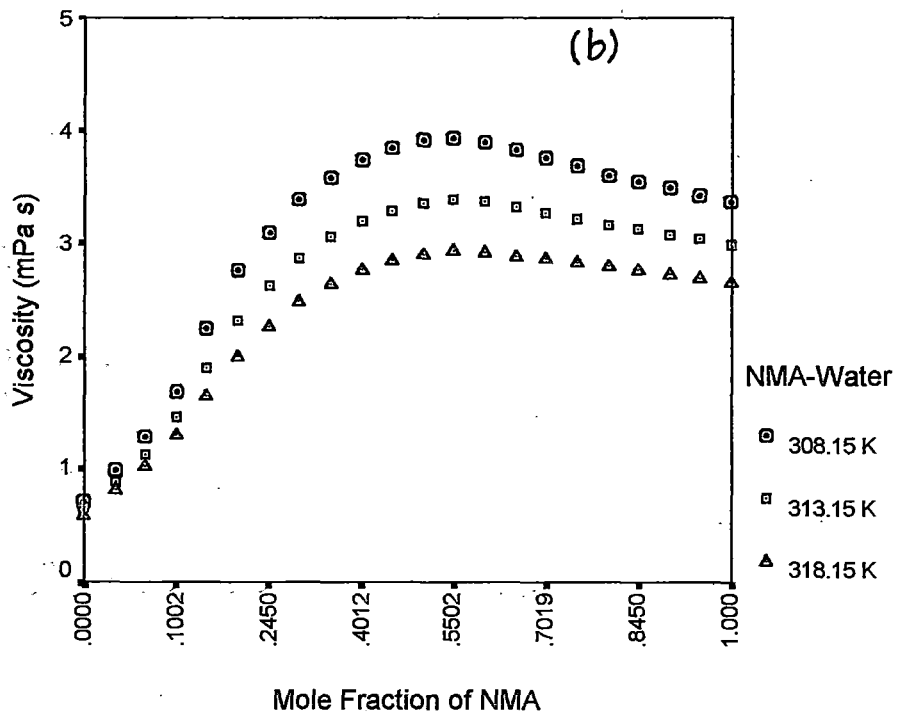 (b)
5
4
3
2
1
0
Viscosity (mPa s)
.0000
.1002
.2450
.4012
.5502
.7019
.8450
1.000
Mole Fraction of NMA
NMA-Water
308.15 K
313.15 K
318.15 K